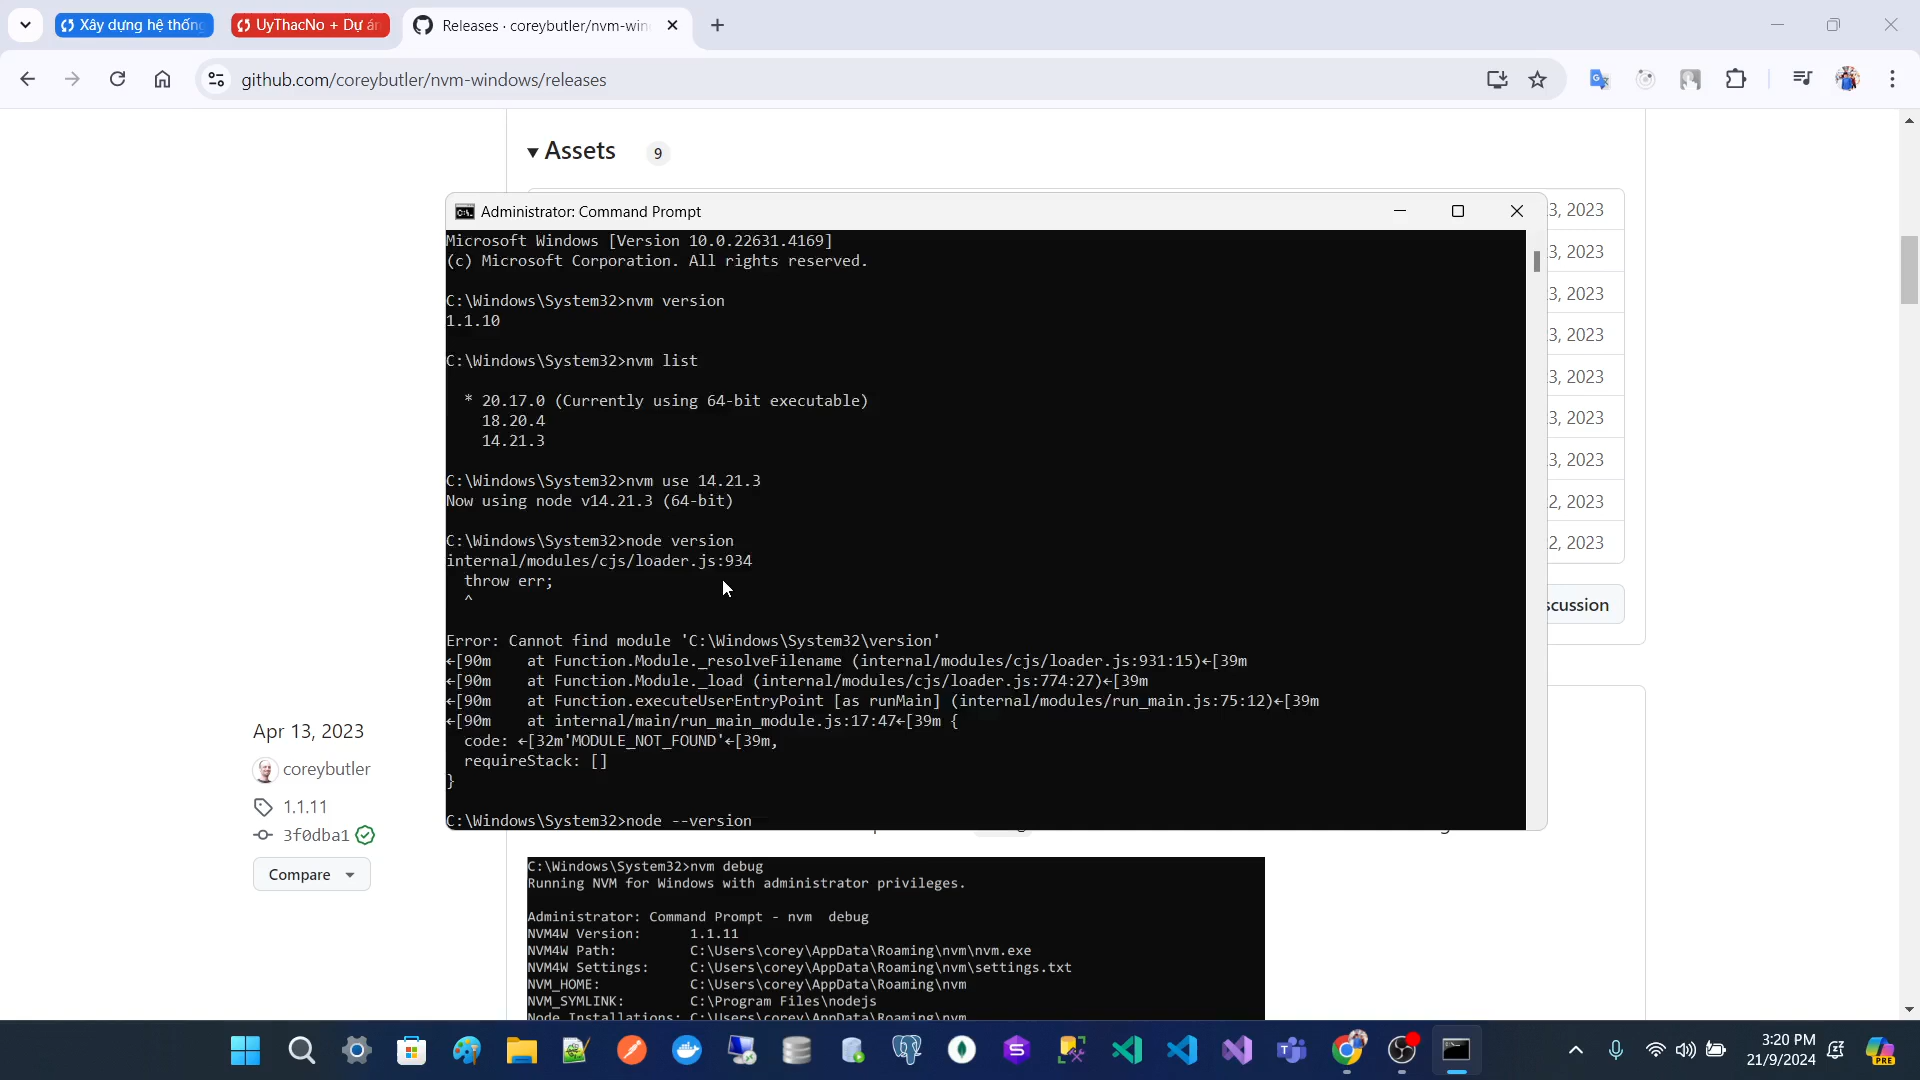 Xây dựng hệ thống
UyThacNo + Dự án
Releases · coreybutler/nvm-win
github.com/coreybutler/nvm-windows/releases
Assets 9
Administrator: Command Prompt
3, 2023
3, 2023
3, 2023
3, 2023
3, 2023
3, 2023
3, 2023
2, 2023
2, 2023
scussion
Microsoft Windows [Version 10.0.22631.4169]
(c) Microsoft Corporation. All rights reserved.
C:\Windows\System32>nvm version
1.1.10
C:\Windows\System32>nvm list
* 20.17.0 (Currently using 64-bit executable)
18.20.4
14.21.3
C:\Windows\System32>nvm use 14.21.3
Now using node v14.21.3 (64-bit)
C:\Windows\System32>node version
internal/modules/cjs/loader.js:934
throw err;
^
Error: Cannot find module 'C:\Windows\System32\version'
←[90m    at Function.Module._resolveFilename (internal/modules/cjs/loader.js:931:15)←[39m
←[90m    at Function.Module._load (internal/modules/cjs/loader.js:774:27)←[39m
←[90m    at Function.executeUserEntryPoint [as runMain] (internal/modules/run_main.js:75:12)←[39m
←[90m    at internal/main/run_main_module.js:17:47←[39m {
code: ←[32m'MODULE_NOT_FOUND'←[39m,
requireStack: []
}
C:\Windows\System32>node --version
Apr 13, 2023
coreybutler
1.1.11
3f0dba1
Compare
C:\Windows\System32>nvm debug
Running NVM for Windows with administrator privileges.
Administrator: Command Prompt - nvm  debug
NVM4W Version:      1.1.11
NVM4W Path:         C:\Users\corey\AppData\Roaming\nvm\nvm.exe
NVM4W Settings:     C:\Users\corey\AppData\Roaming\nvm\settings.txt
NVM_HOME:           C:\Users\corey\AppData\Roaming\nvm
NVM_SYMLINK:        C:\Program Files\nodejs
Node Installations: C:\Users\corey\AppData\Roaming\nvm
3:20 PM
21/9/2024
PRE